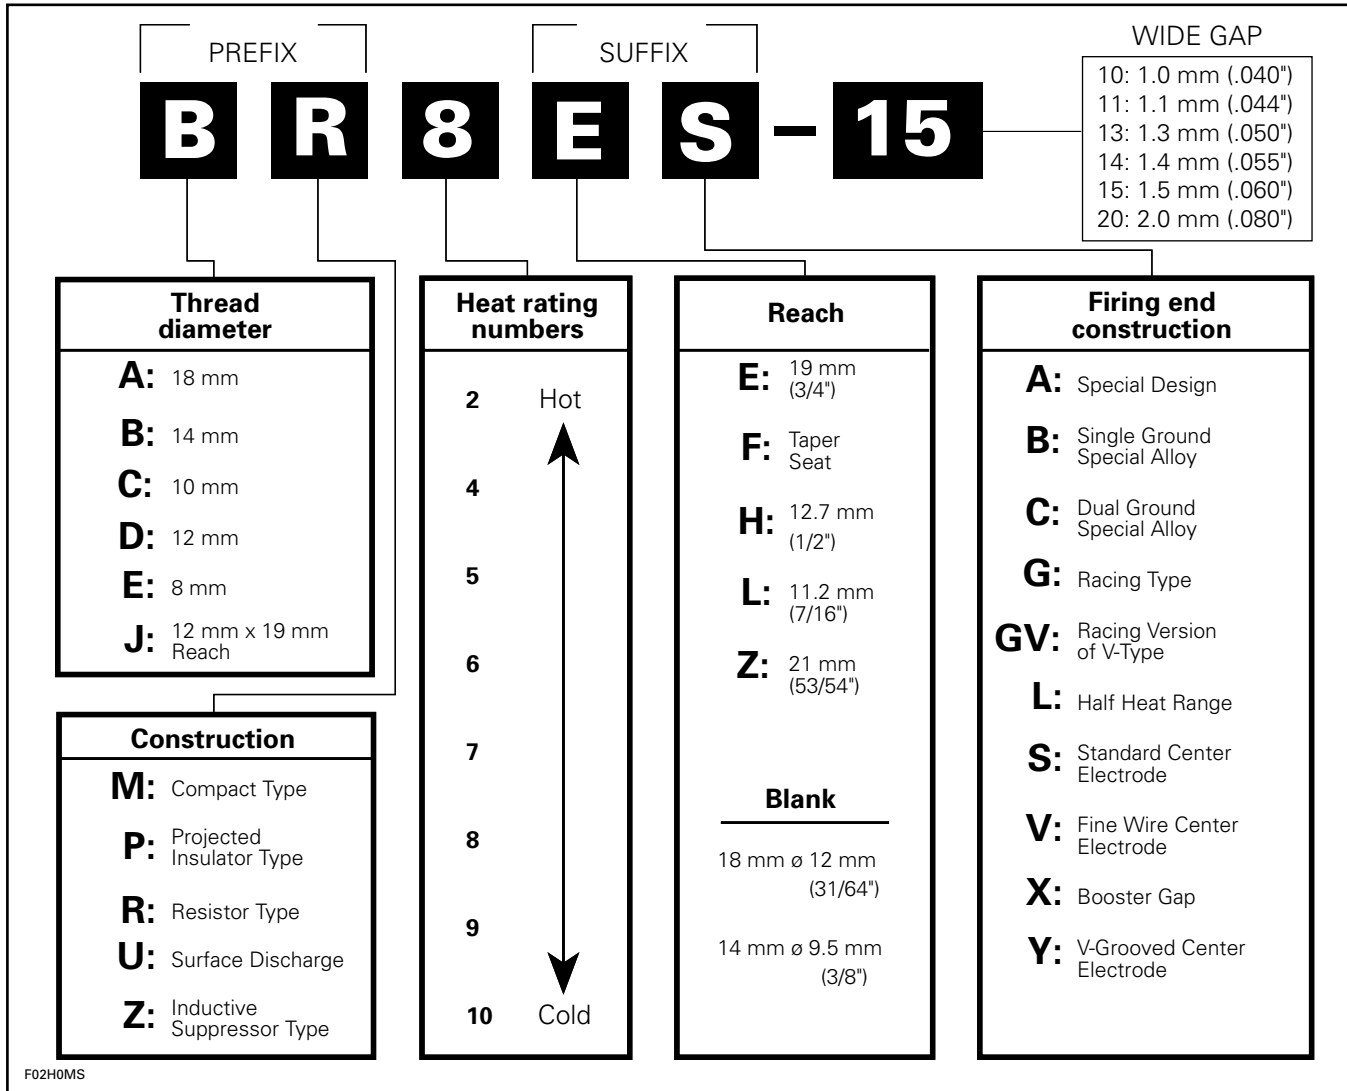 PREFIX
SUFFIX
WIDE GAP
B R 8 E S - 15
10: 1.0 mm (.040")
11: 1.1 mm (.044")
13: 1.3 mm (.050")
14: 1.4 mm (.055")
15: 1.5 mm (.060")
20: 2.0 mm (.080")
Thread
diameter
A: 18 mm
B: 14 mm
C: 10 mm
D: 12 mm
E: 8 mm
J: 12 mm x 19 mm
Reach
Construction
M: Compact Type
P: Projected
Insulator Type
R: Resistor Type
U: Surface Discharge
Z: Inductive
Suppressor Type
Heat rating
numbers
2 Hot
4
5
6
7
8
9
10 Cold
Reach
E: 19 mm
(3/4")
F: Taper
Seat
H: 12.7 mm
(1/2")
L: 11.2 mm
(7/16")
Z: 21 mm
(53/54")
Blank
18 mm ø 12 mm
(31/64")
14 mm ø 9.5 mm
(3/8")
Firing end
construction
A: Special Design
B: Single Ground
Special Alloy
C: Dual Ground
Special Alloy
G: Racing Type
GV: Racing Version
of V-Type
L: Half Heat Range
S: Standard Center
Electrode
V: Fine Wire Center
Electrode
X: Booster Gap
Y: V-Grooved Center
Electrode
F02H0MS